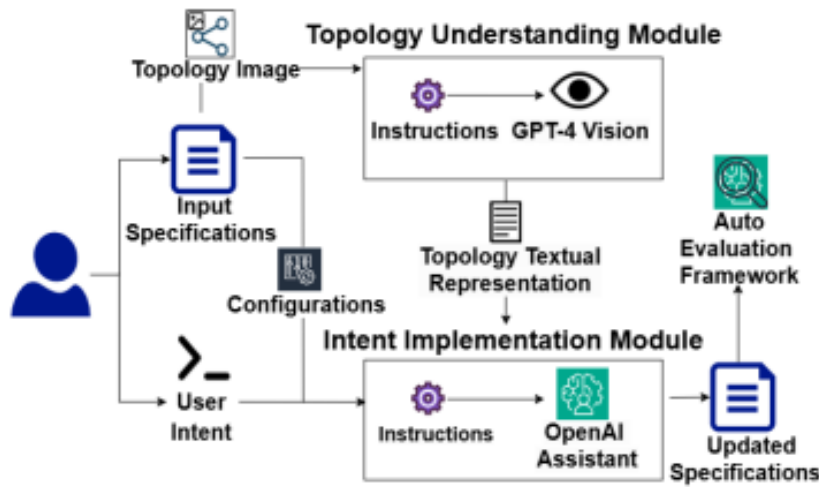 Topology Understanding Module
Topology Image
Instructions GPT-4 Vision
Input
Specifications
Topology Textual
Representation
Auto
Evaluation
Framework
Configurations
Intent Implementation Module
User
Intent
Instructions
OpenAI
Assistant
Updated
Specifications